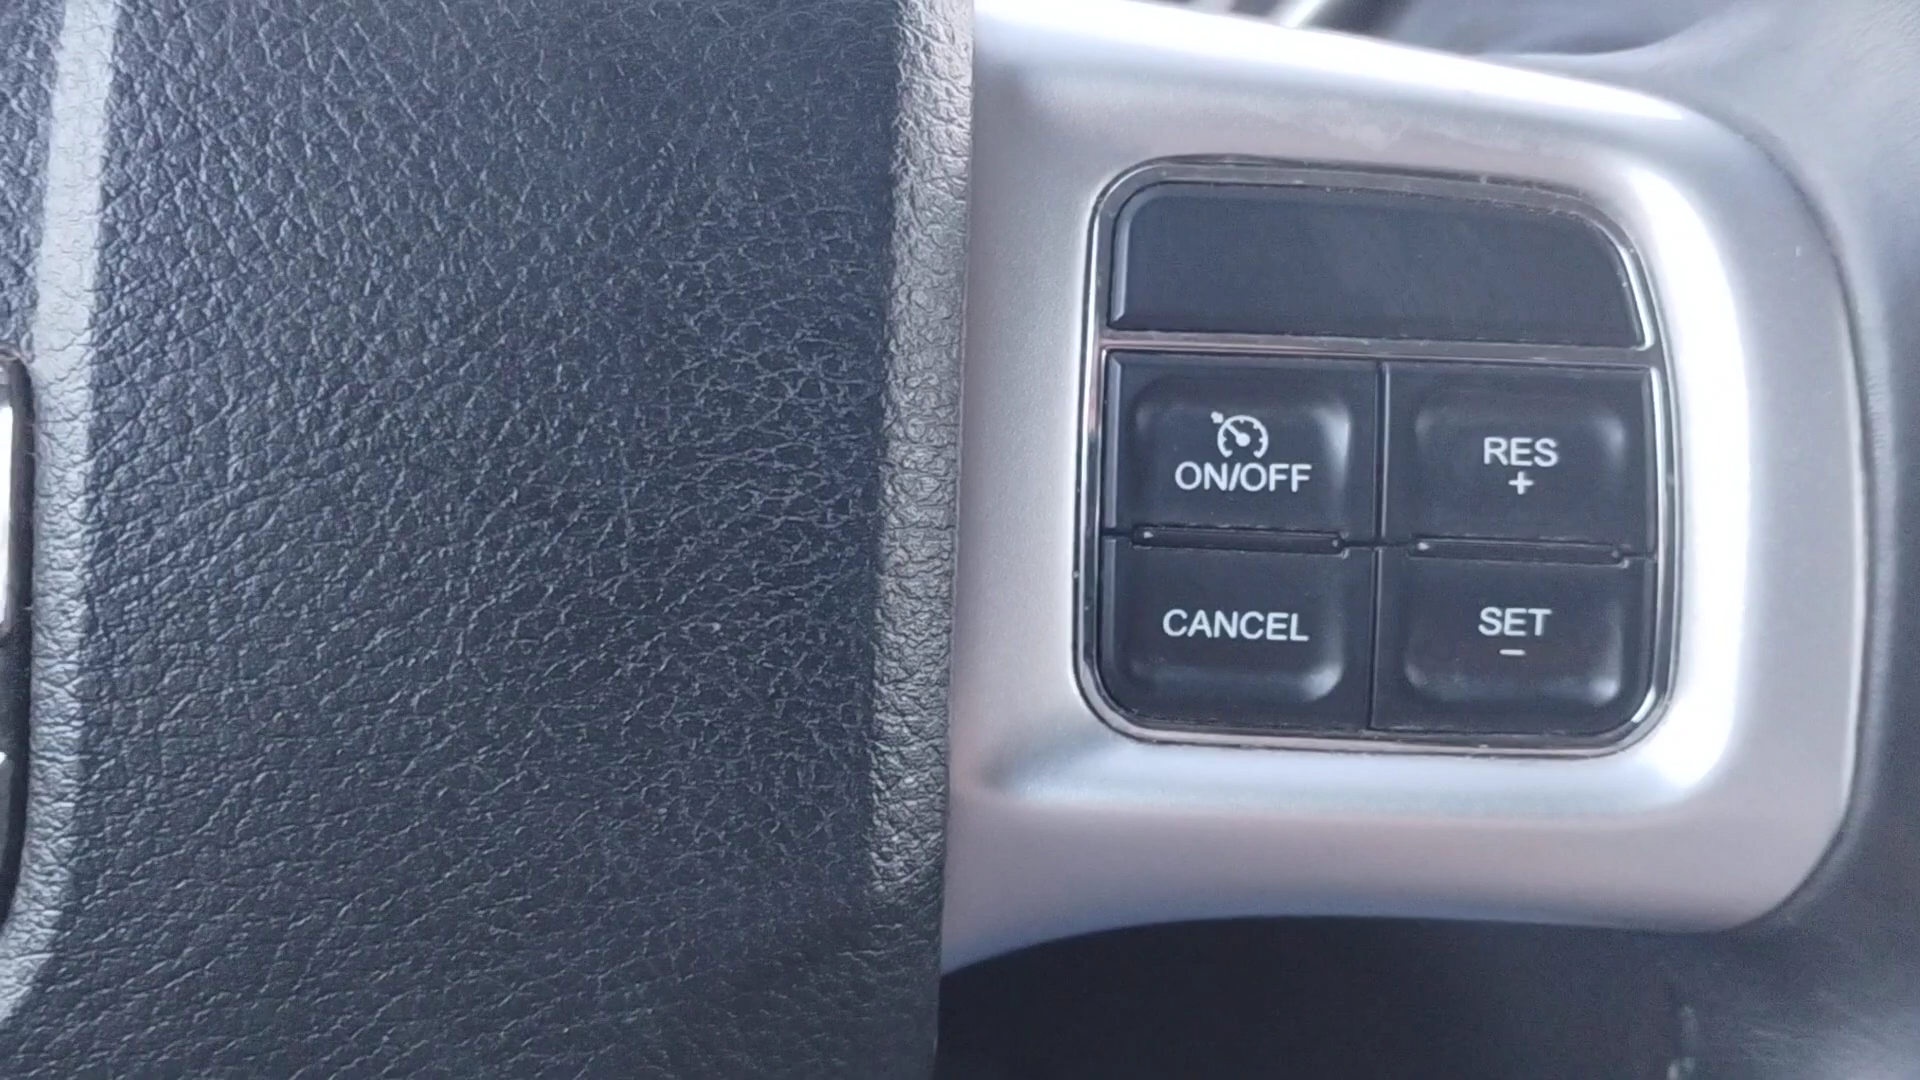 ON/OFF
RES
+
CANCEL
SET
–